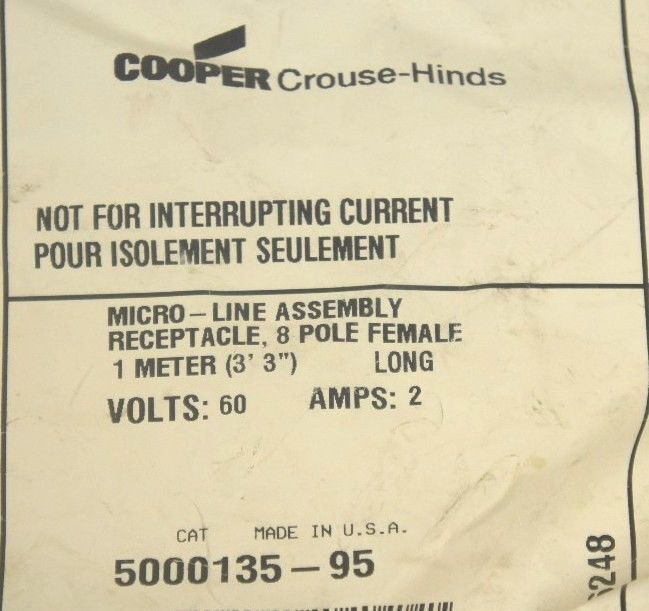 COOPER Crouse-Hinds
NOT FOR INTERRUPTING CURRENT
POUR ISOLEMENT SEULEMENT
MICRO-LINE ASSEMBLY
RECEPTACLE, 8 POLE FEMALE
1 METER (3' 3") LONG
VOLTS: 60 AMPS: 2
CAT MADE IN U.S.A.
5000135-95